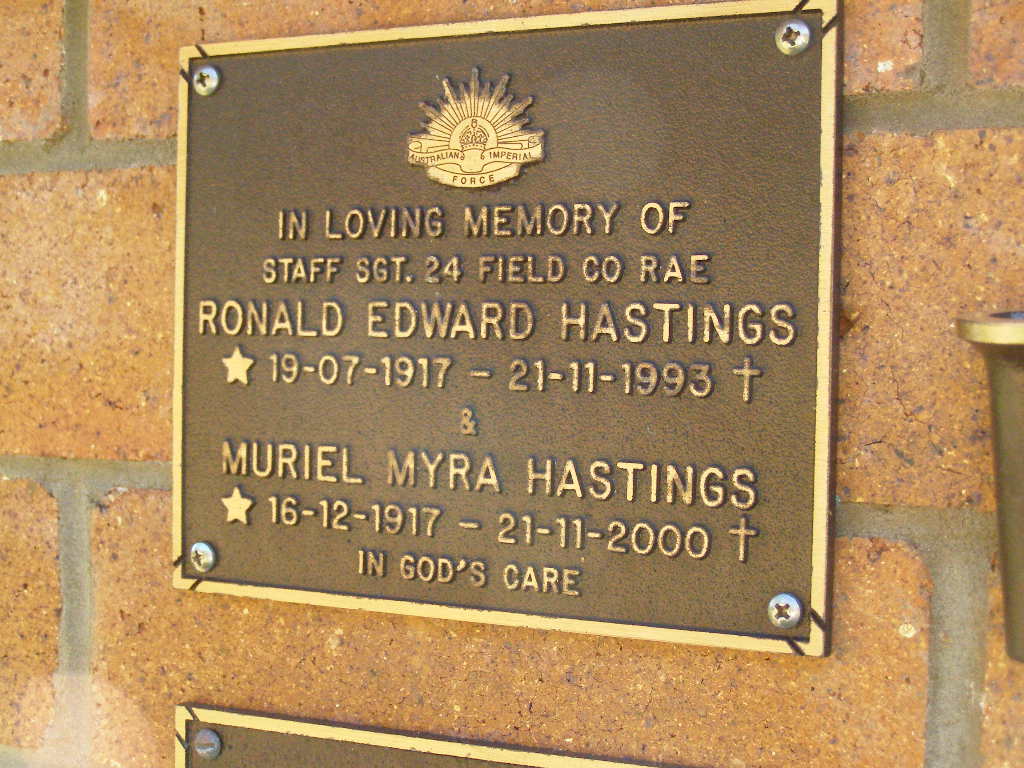 AUSTRALIAN IMPERIAL
FORCE
IN LOVING MEMORY OF
STAFF SGT. 24 FIELD CO RAE
RONALD EDWARD HASTINGS
19-07-1917 - 21-11-1993
&
MURIEL MYRA HASTINGS
16-12-1917 - 21-11-2000
IN GOD'S CARE